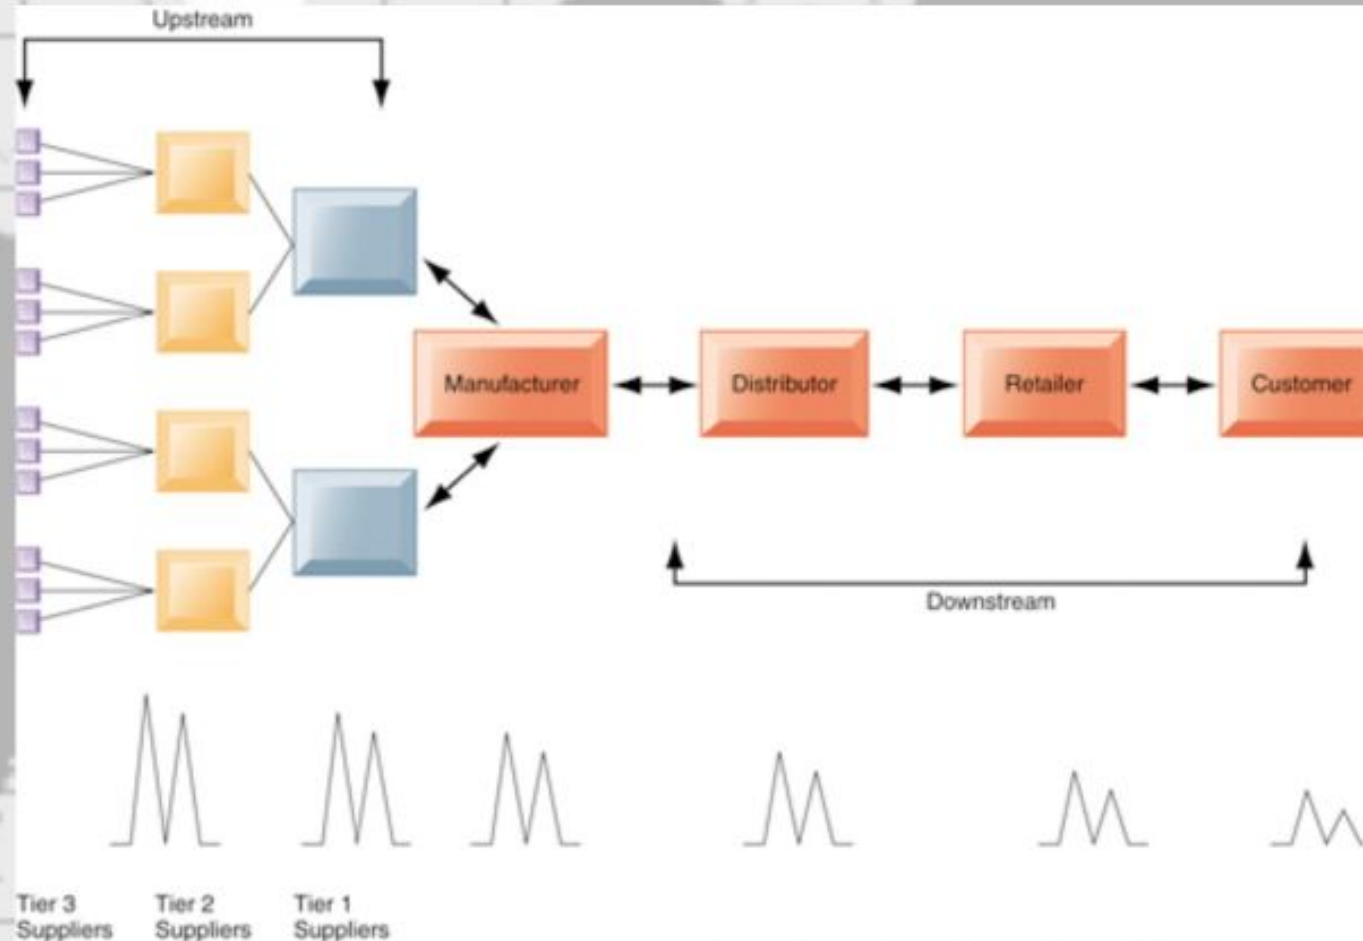 Upstream
Manufacturer
Distributor
Retailer
Customer
Downstream
Tier 3
Suppliers
Tier 2
Suppliers
Tier 1
Suppliers